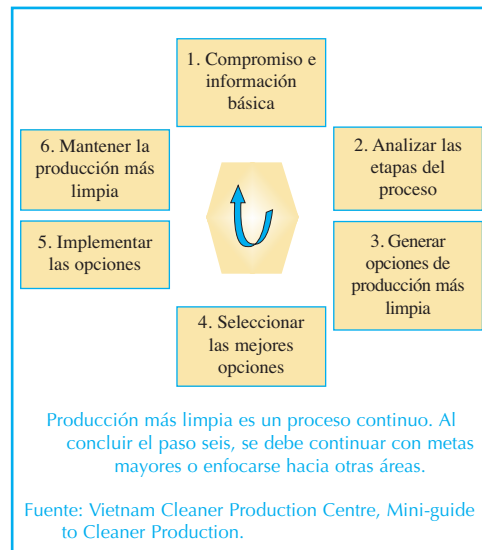 1. Compromiso e
información
básica
2. Analizar las
etapas del
proceso
3. Generar
opciones de
producción más
limpia
4. Seleccionar
las mejores
opciones
5. Implementar
las opciones
6. Mantener la
producción más
limpia
Producción más limpia es un proceso continuo. Al
concluir el paso seis, se debe continuar con metas
mayores o enfocarse hacia otras áreas.
Fuente: Vietnam Cleaner Production Centre, Mini-guide
to Cleaner Production.